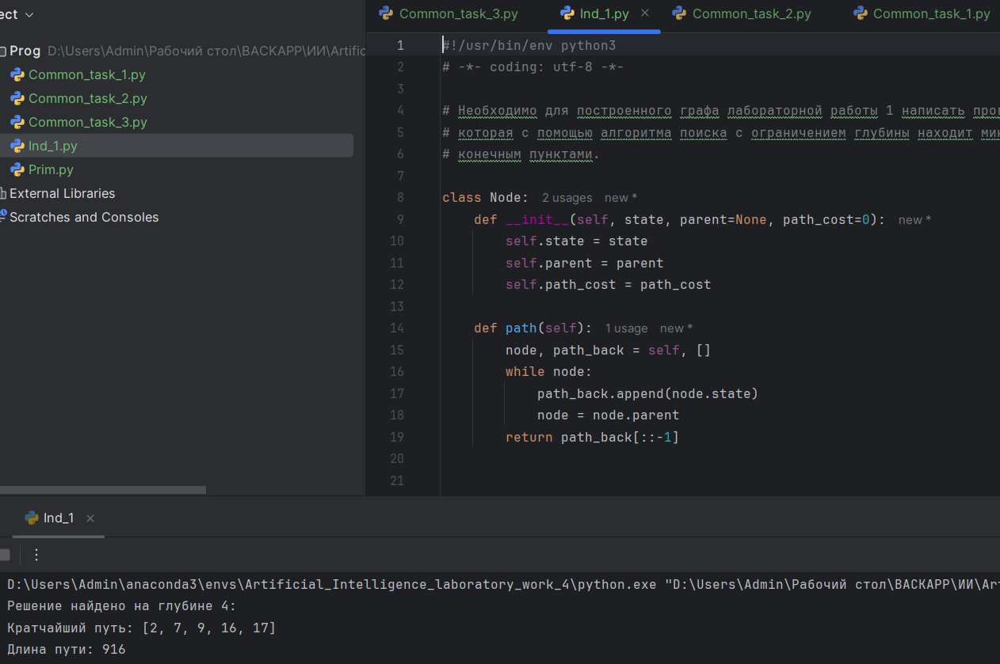 ect
Prog D:\Users\Admin\Рабочий стол\BACKAPP\ИИ\Artific
Common_task_1.py
Common_task_2.py
Common_task_3.py
Ind_1.py
Prim.py
External Libraries
Scratches and Consoles
Common_task_3.py Ind_1.py Common_task_2.py Common_task_1.py
1 #!/usr/bin/env python3
2 # -*- coding: utf-8 -*-
3
4 # Необходимо для построенного графа лабораторной работы 1 написать про
5 # которая с помощью алгоритма поиска с ограничением глубины находит
6 # конечным пунктами.
7
8 class Node: 2 usages new *
9 def __init__(self, state, parent=None, path_cost=0): new *
10 self.state = state
11 self.parent = parent
12 self.path_cost = path_cost
13
14 def path(self): 1 usage new *
15 node, path_back = self, []
16 while node:
17 path_back.append(node.state)
18 node = node.parent
19 return path_back[::-1]
20
21
Ind_1
D:\Users\Admin\anaconda3\envs\Artificial_Intelligence_laboratory_work_4\python.exe "D:\Users\Admin\Рабочий стол\BACKAPP\ИИ\Ar
Решение найдено на глубине 4:
Кратчайший путь: [2, 7, 9, 16, 17]
Длина пути: 916